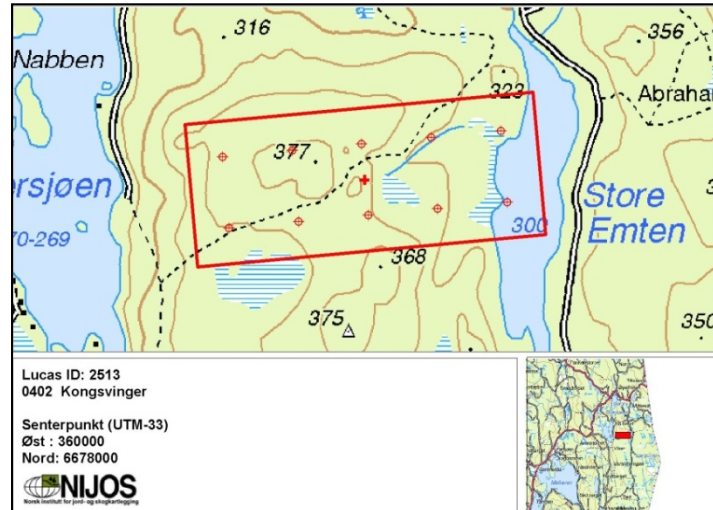 316
356
Nabben
323
Abrahar
377
ersjøen
Store
Emten
70-269
300
368
375
350
Lucas ID: 2513
0402 Kongsvinger
Senterpunkt (UTM-33)
Øst : 360000
Nord: 6678000
NIJOS
Norsk institutt for jord- og skogkartlegging